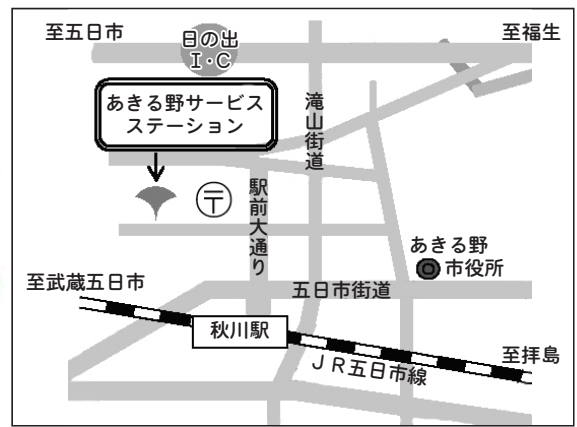 至五日市
至福生
日の出
I・C
あきる野サービス
ステーション
滝山街道
〒
駅前大通り
あきる野
市役所
至武蔵五日市
五日市街道
秋川駅
至拝島
JR五日市線